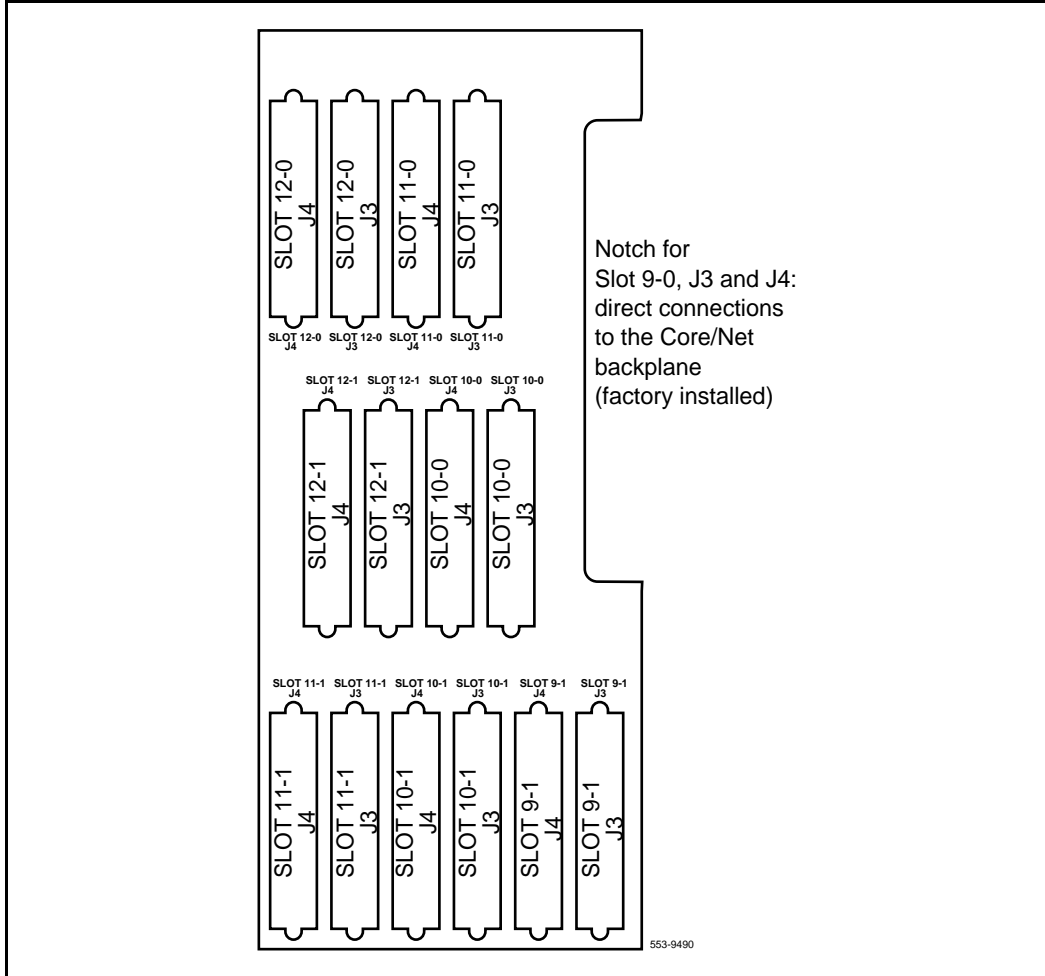 SLOT 12-0
J4
SLOT 12-0
J3
SLOT 11-0
J4
SLOT 11-0
J3
SLOT 12-0
J4
SLOT 12-0
J3
SLOT 11-0
J4
SLOT 11-0
J3
Notch for
Slot 9-0, J3 and J4:
direct connections
to the Core/Net
backplane
(factory installed)
SLOT 12-1
J4
SLOT 12-1
J3
SLOT 10-0
J4
SLOT 10-0
J3
SLOT 12-1
J4
SLOT 12-1
J3
SLOT 10-0
J4
SLOT 10-0
J3
SLOT 11-1
J4
SLOT 11-1
J3
SLOT 10-1
J4
SLOT 10-1
J3
SLOT 9-1
J4
SLOT 9-1
J3
SLOT 11-1
J4
SLOT 11-1
J3
SLOT 10-1
J4
SLOT 10-1
J3
SLOT 9-1
J4
SLOT 9-1
J3
553-9490